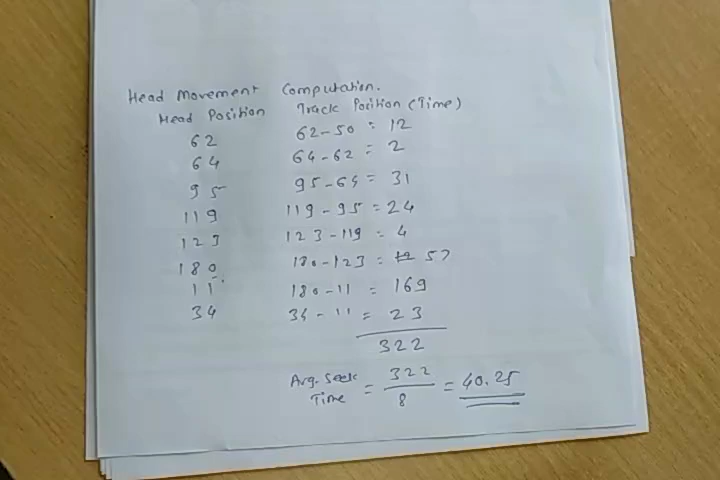 Head Movement Computation.
Head Position Track Position (Time)
62 62-50 = 12
64 64-62 = 2
95 95-64 = 31
119 119-95 = 24
123 123-119 = 4
180 180-123 = 57
11 180-11 = 169
34 34-11 = 23
322
Avg. Seek Time = 322/8 = 40.25